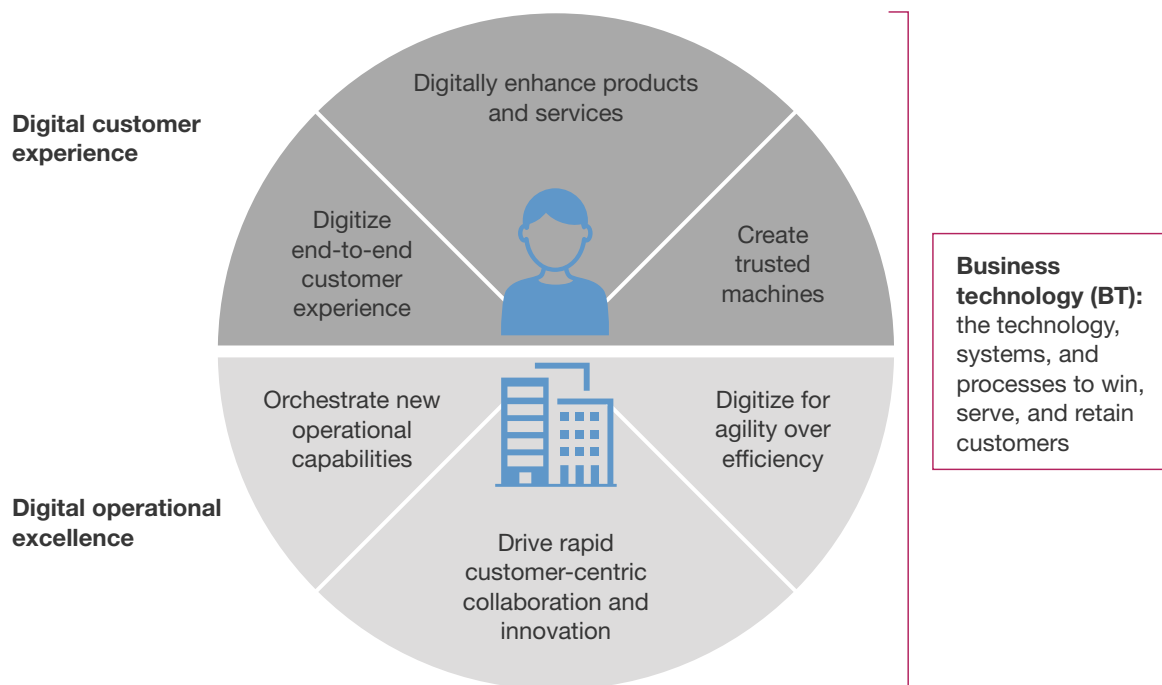 Digital customer
experience
Digitally enhance products
and services
Digitize
end-to-end
customer
experience
Create
trusted
machines
Business
technology (BT):
the technology,
systems, and
processes to win,
serve, and retain
customers
Orchestrate new
operational
capabilities
Digitize for
agility over
efficiency
Digital operational
excellence
Drive rapid
customer-centric
collaboration and
innovation